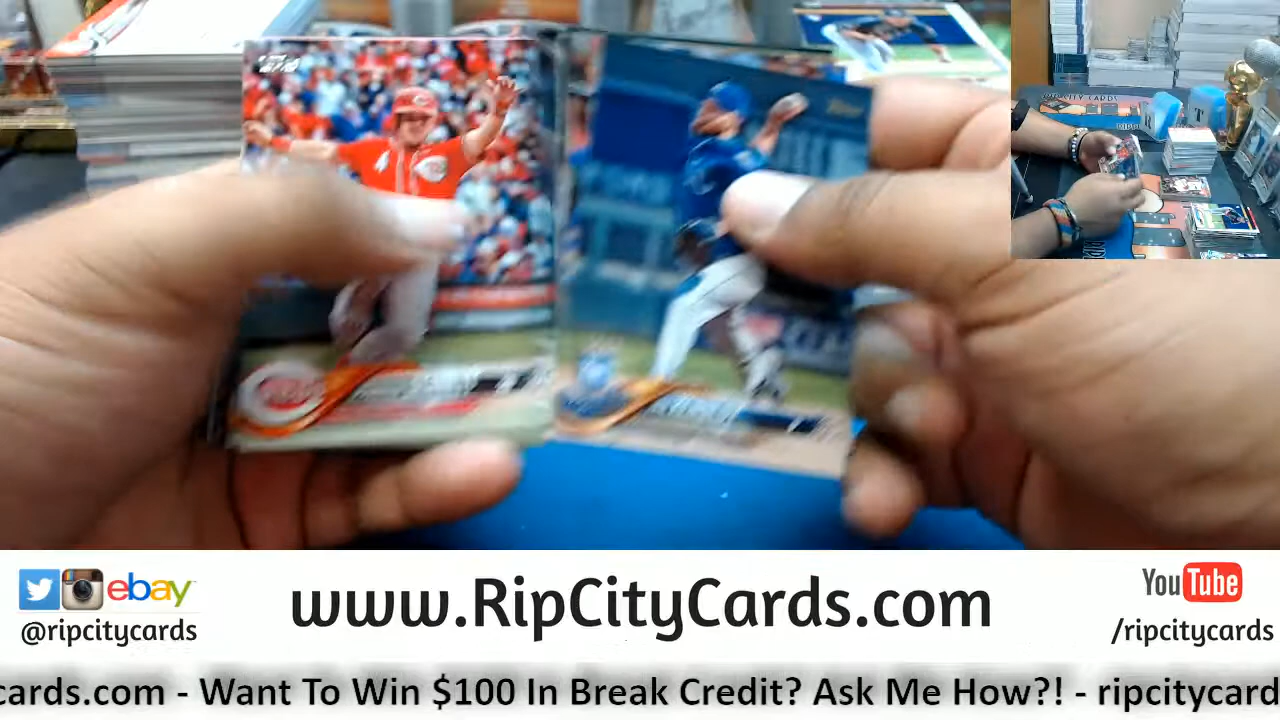 ebay
@ripcitycards
www.RipCityCards.com
YouTube
/ripcitycards
cards.com - Want To Win $100 In Break Credit? Ask Me How?! - ripcitycard